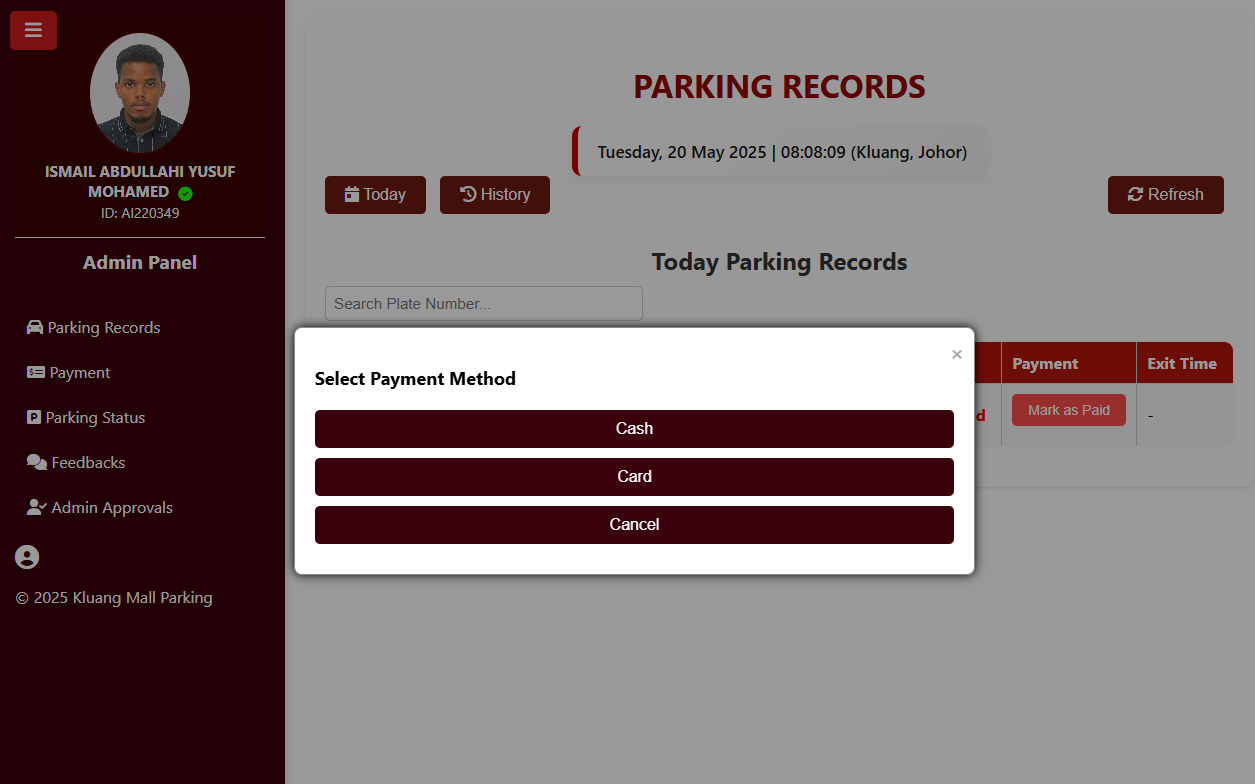 ISMAIL ABDULLAHI YUSUF
MOHAMED
ID: AI220349
Admin Panel
Parking Records
Payment
Parking Status
Feedbacks
Admin Approvals
© 2025 Kluang Mall Parking
PARKING RECORDS
Tuesday, 20 May 2025 | 08:08:09 (Kluang, Johor)
Today
History
Refresh
Today Parking Records
Search Plate Number...
Payment
Exit Time
d
Mark as Paid
-
×
Select Payment Method
Cash
Card
Cancel